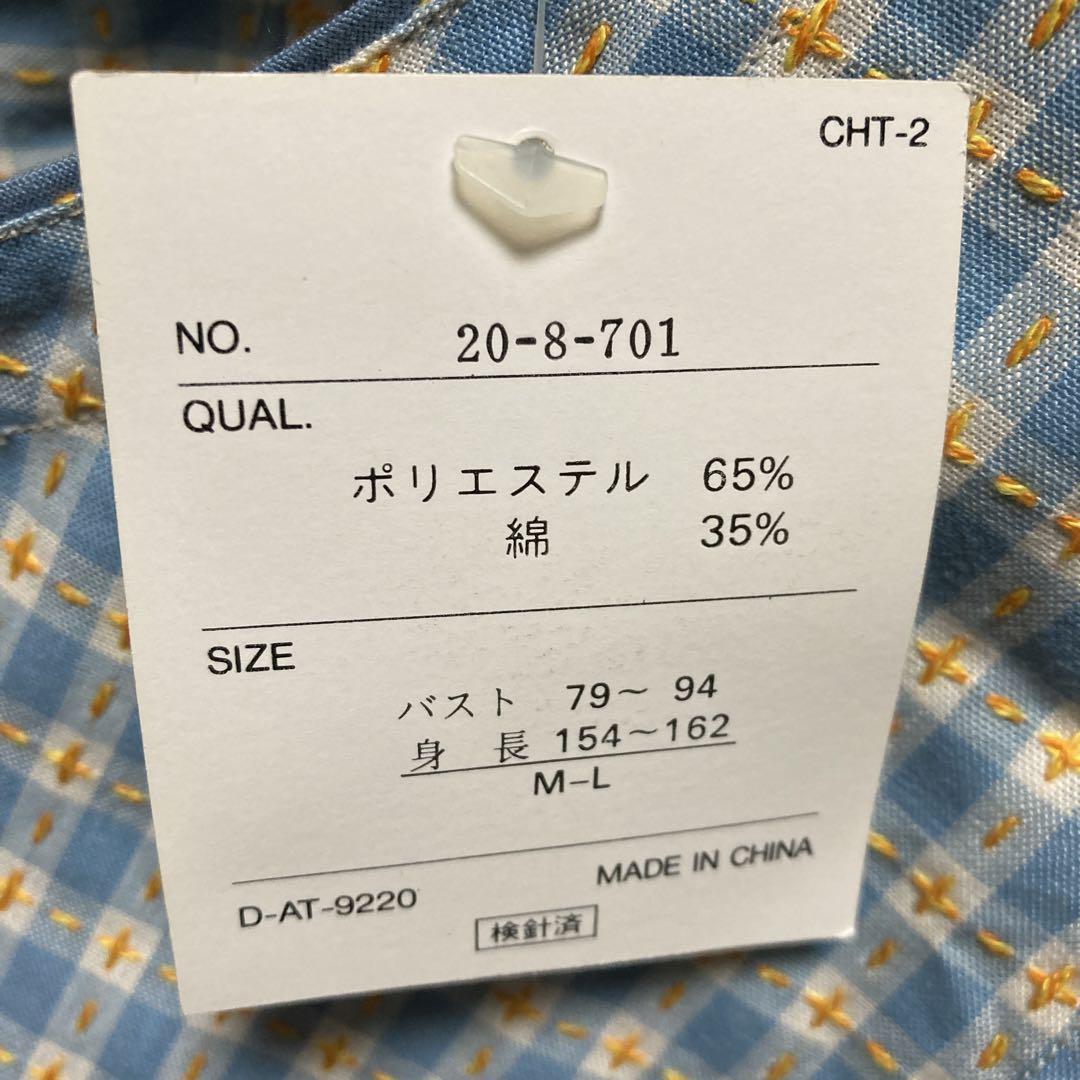 CHT-2
NO. 20-8-701
QUAL.
ポリエステル 65%
綿 35%
SIZE
バスト 79～94
身 長 154～162
M-L
MADE IN CHINA
D-AT-9220
検針済